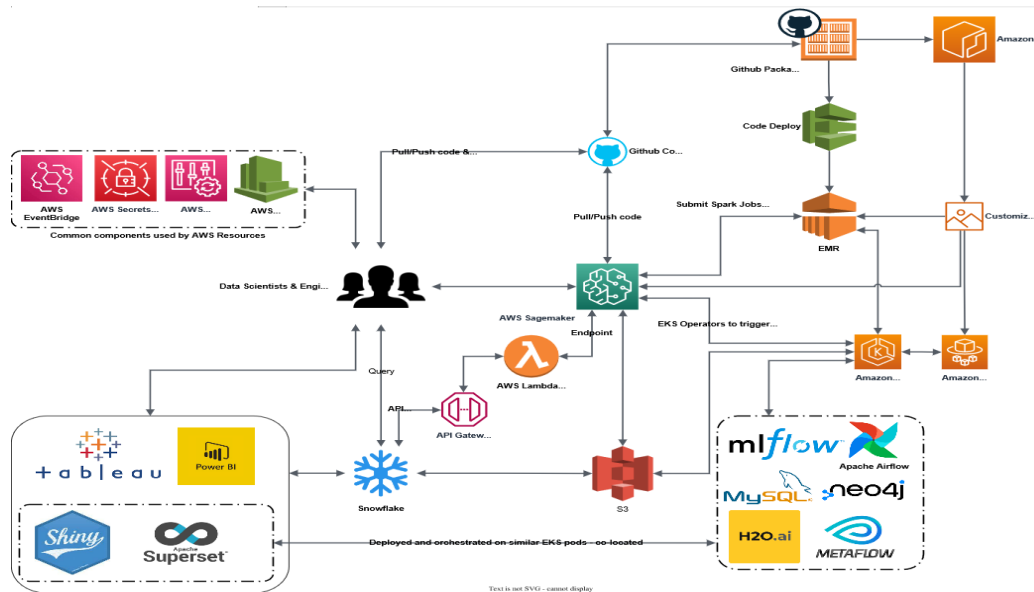 Amazon
Github Packa...
Code Deploy
Pull/Push code &...
Github Co...
AWS
EventBridge
AWS Secrets...
AWS...
AWS...
Common components used by AWS Resources
Pull/Push code
Submit Spark Jobs...
Customiz...
EMR
Data Scientists & Engi...
AWS Sagemaker
Endpoint
EKS Operators to trigger...
Query
AWS Lambda...
Amazon...
Amazon...
API...
API Gatew...
+ a b l e a u
Power BI
mlflow™
Apache Airflow
MySQL
neo4j
Snowflake
S3
Shiny
Apache
Superset
H2O.ai
METAFLOW
Deployed and orchestrated on similar EKS pods - co-located
Text is not SVG - cannot display